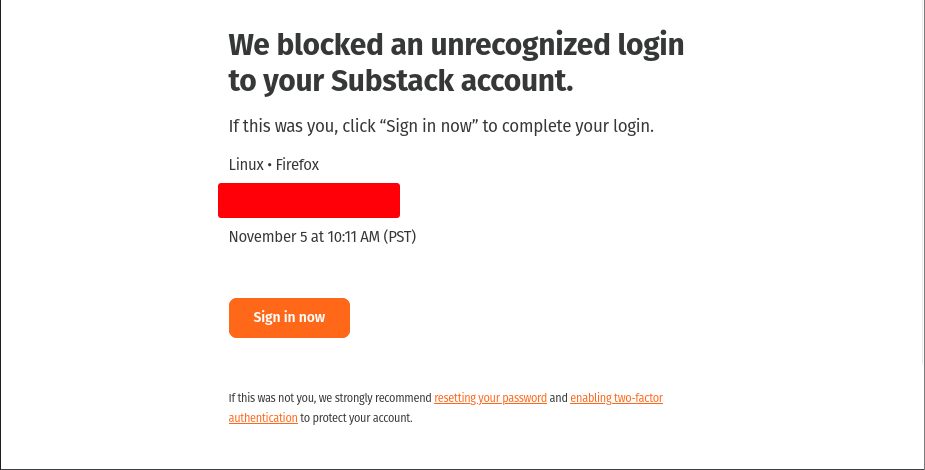 We blocked an unrecognized login
to your Substack account.
If this was you, click “Sign in now” to complete your login.
Linux • Firefox
November 5 at 10:11 AM (PST)
Sign in now
If this was not you, we strongly recommend resetting your password and enabling two-factor
authentication to protect your account.